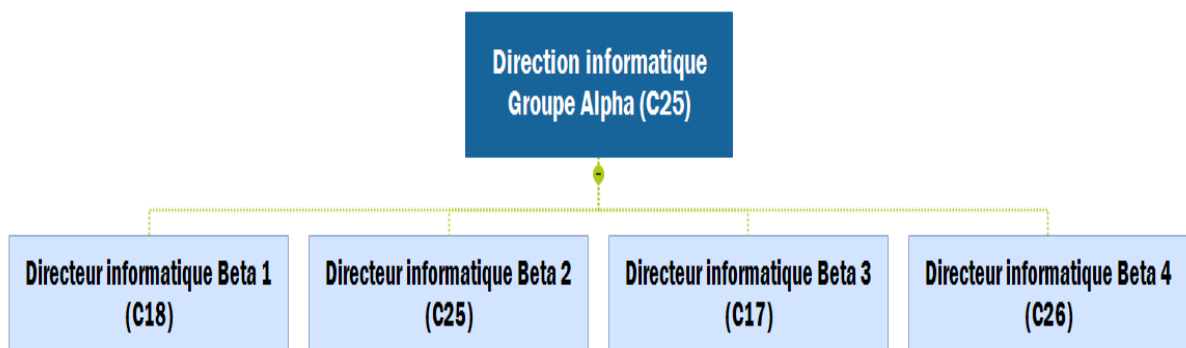 Direction informatique
Groupe Alpha (C25)
-
Directeur informatique Beta 1
(C18)
Directeur informatique Beta 2
(C25)
Directeur informatique Beta 3
(C17)
Directeur informatique Beta 4
(C26)